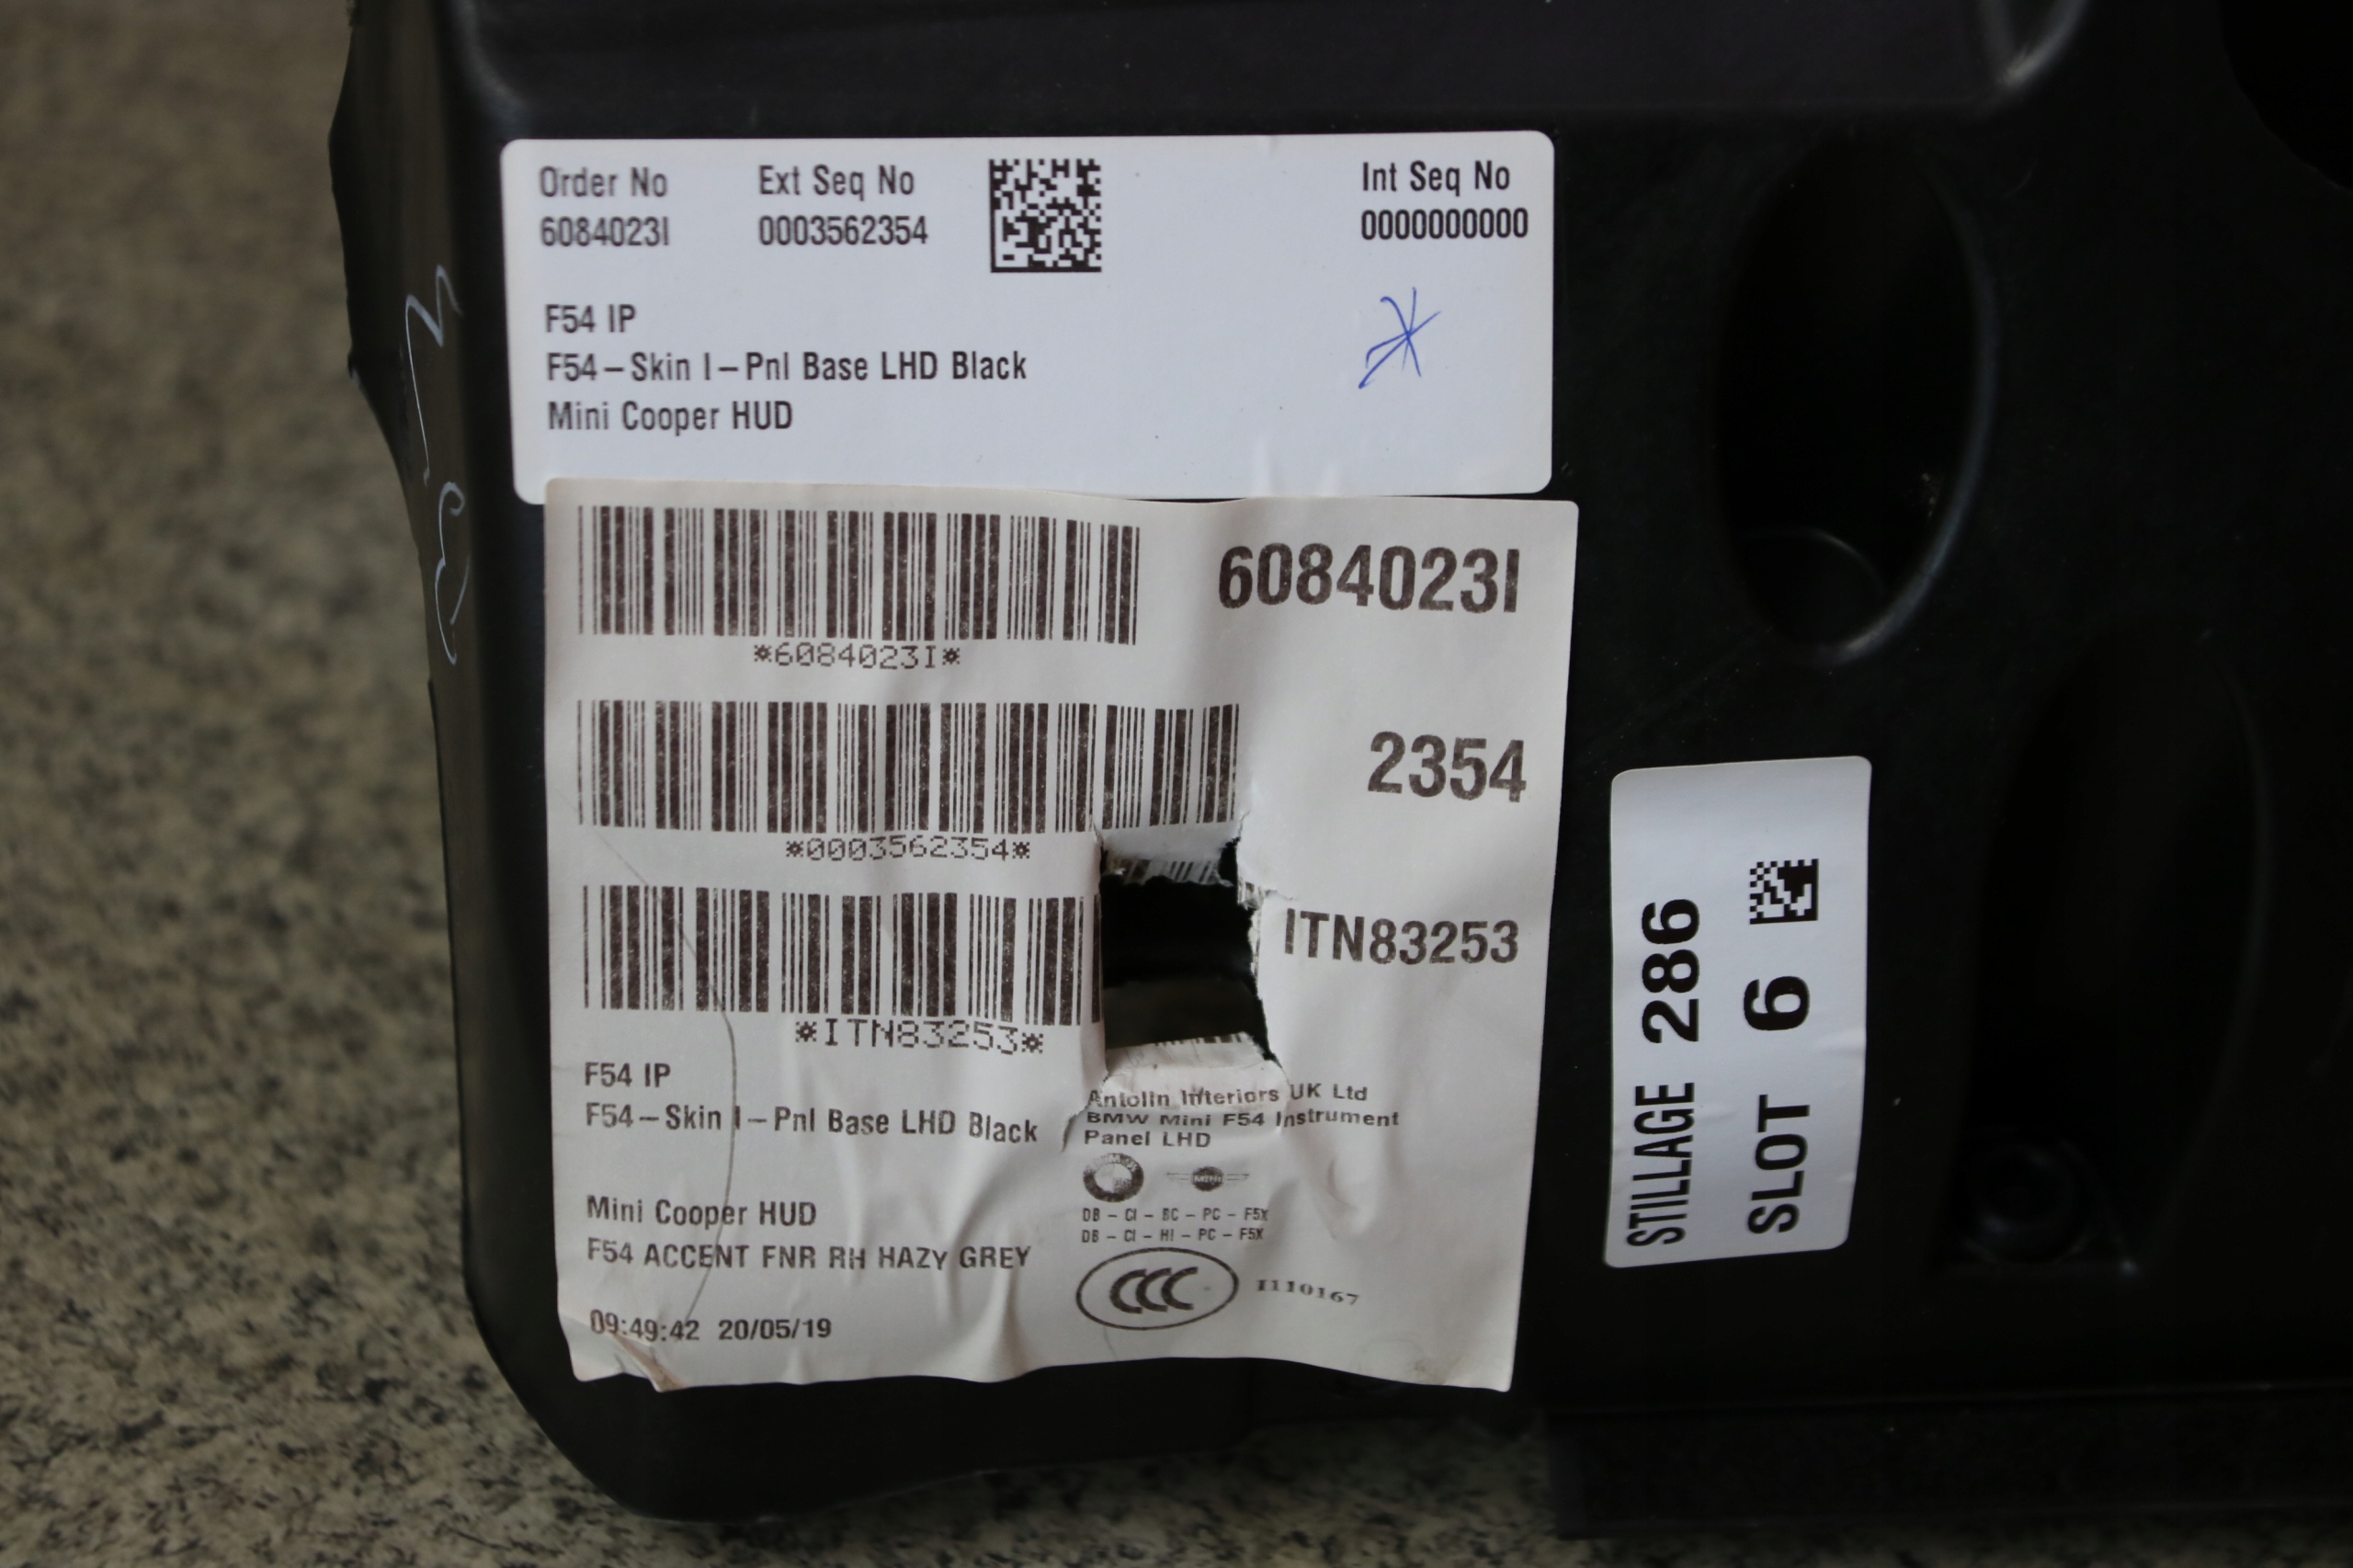 Order No Ext Seq No Int Seq No
6084023I 0003562354 0000000000
F54 IP
F54-Skin I-Pnl Base LHD Black
Mini Cooper HUD
6084023I
*6084023I*
2354
*0003562354*
ITN83253
*ITN83253*
F54 IP
F54-Skin I-Pnl Base LHD Black
Mini Cooper HUD
F54 ACCENT FNR RH HAZY GREY
09:49:42 20/05/19
Antolin Interiors UK Ltd
BMW Mini F54 Instrument
Panel LHD
MINI
DB - CI - BC - PC - F5X
DB - CI - HI - PC - F5X
CCC
1110167
STILLAGE 286
SLOT 6